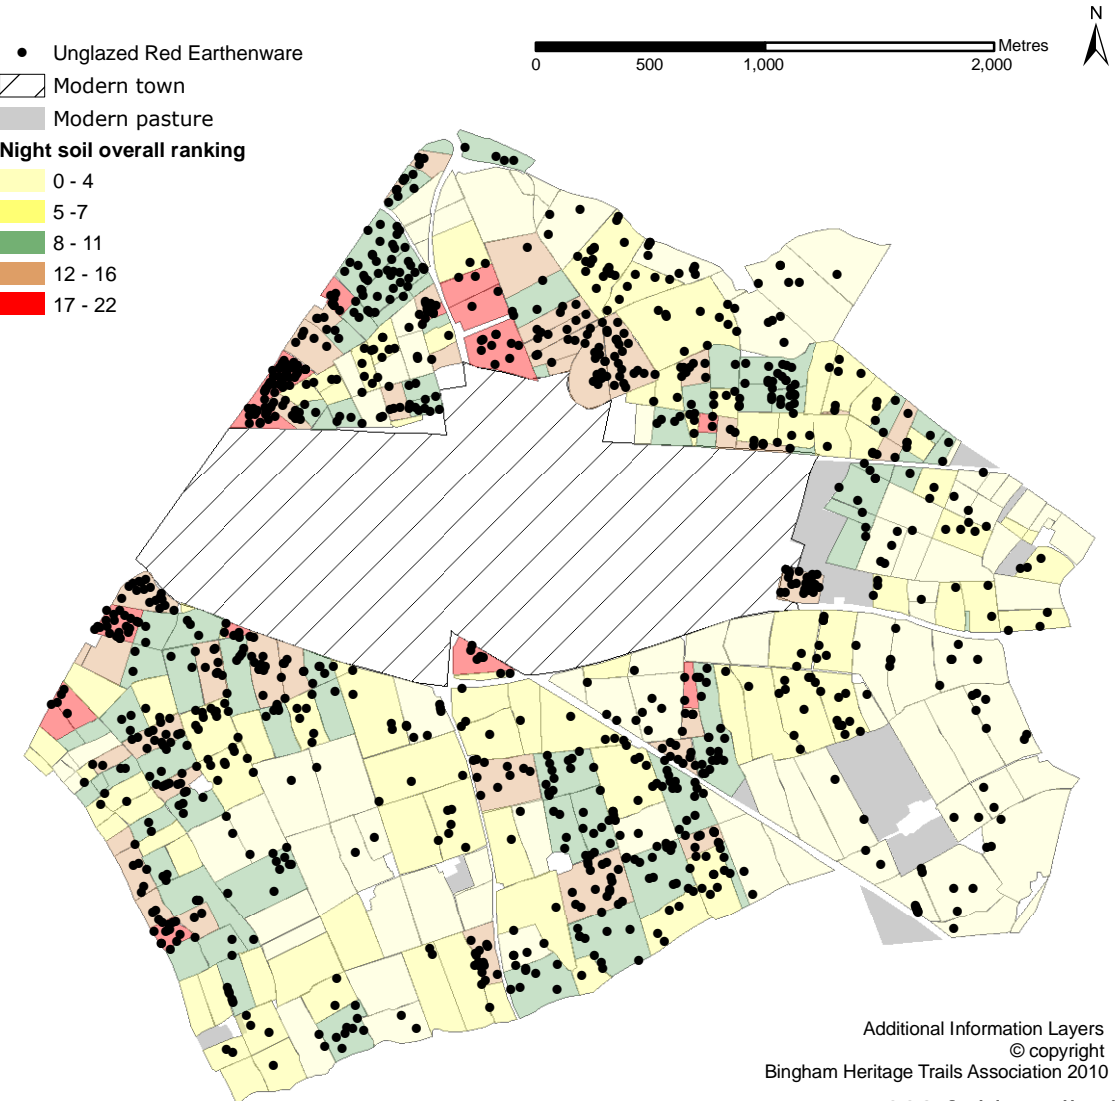 N
Unglazed Red Earthenware
Metres
0 500 1,000 2,000
Modern town
Modern pasture
Night soil overall ranking
0 - 4
5 -7
8 - 11
12 - 16
17 - 22
Additional Information Layers
© copyright
Bingham Heritage Trails Association 2010